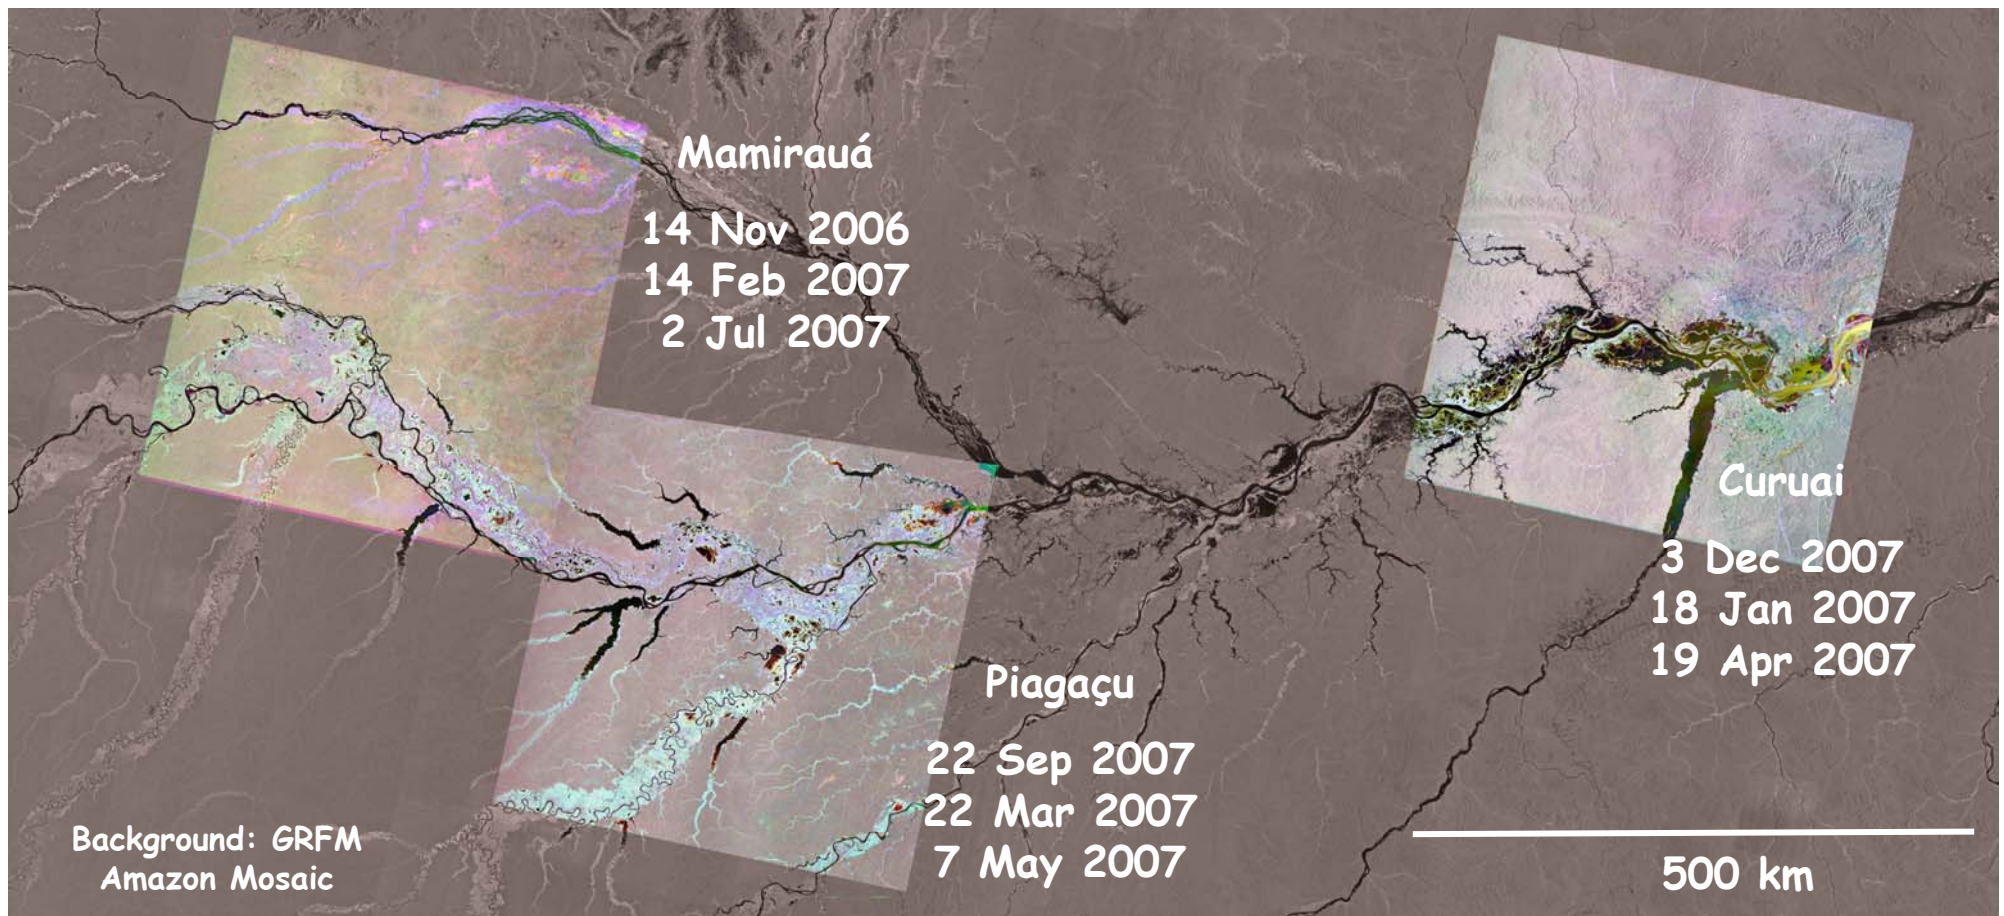 Mamirauá
14 Nov 2006
14 Feb 2007
2 Jul 2007
Curuai
3 Dec 2007
18 Jan 2007
19 Apr 2007
Piagaçu
22 Sep 2007
22 Mar 2007
7 May 2007
Background: GRFM
Amazon Mosaic
500 km